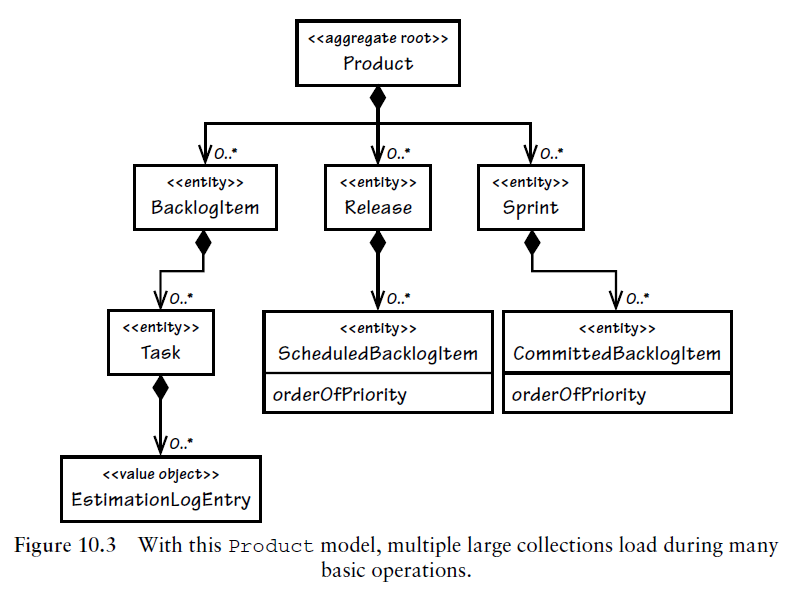 <<aggregate root>>
Product
0..*
0..*
0..*
<<entity>>
BacklogItem
<<entity>>
Release
<<entity>>
Sprint
0..*
0..*
0..*
<<entity>>
Task
<<entity>>
ScheduledBacklogItem
orderOfPriority
<<entity>>
CommittedBacklogItem
orderOfPriority
0..*
<<value object>>
EstimationLogEntry
Figure 10.3 With this Product model, multiple large collections load during many
basic operations.